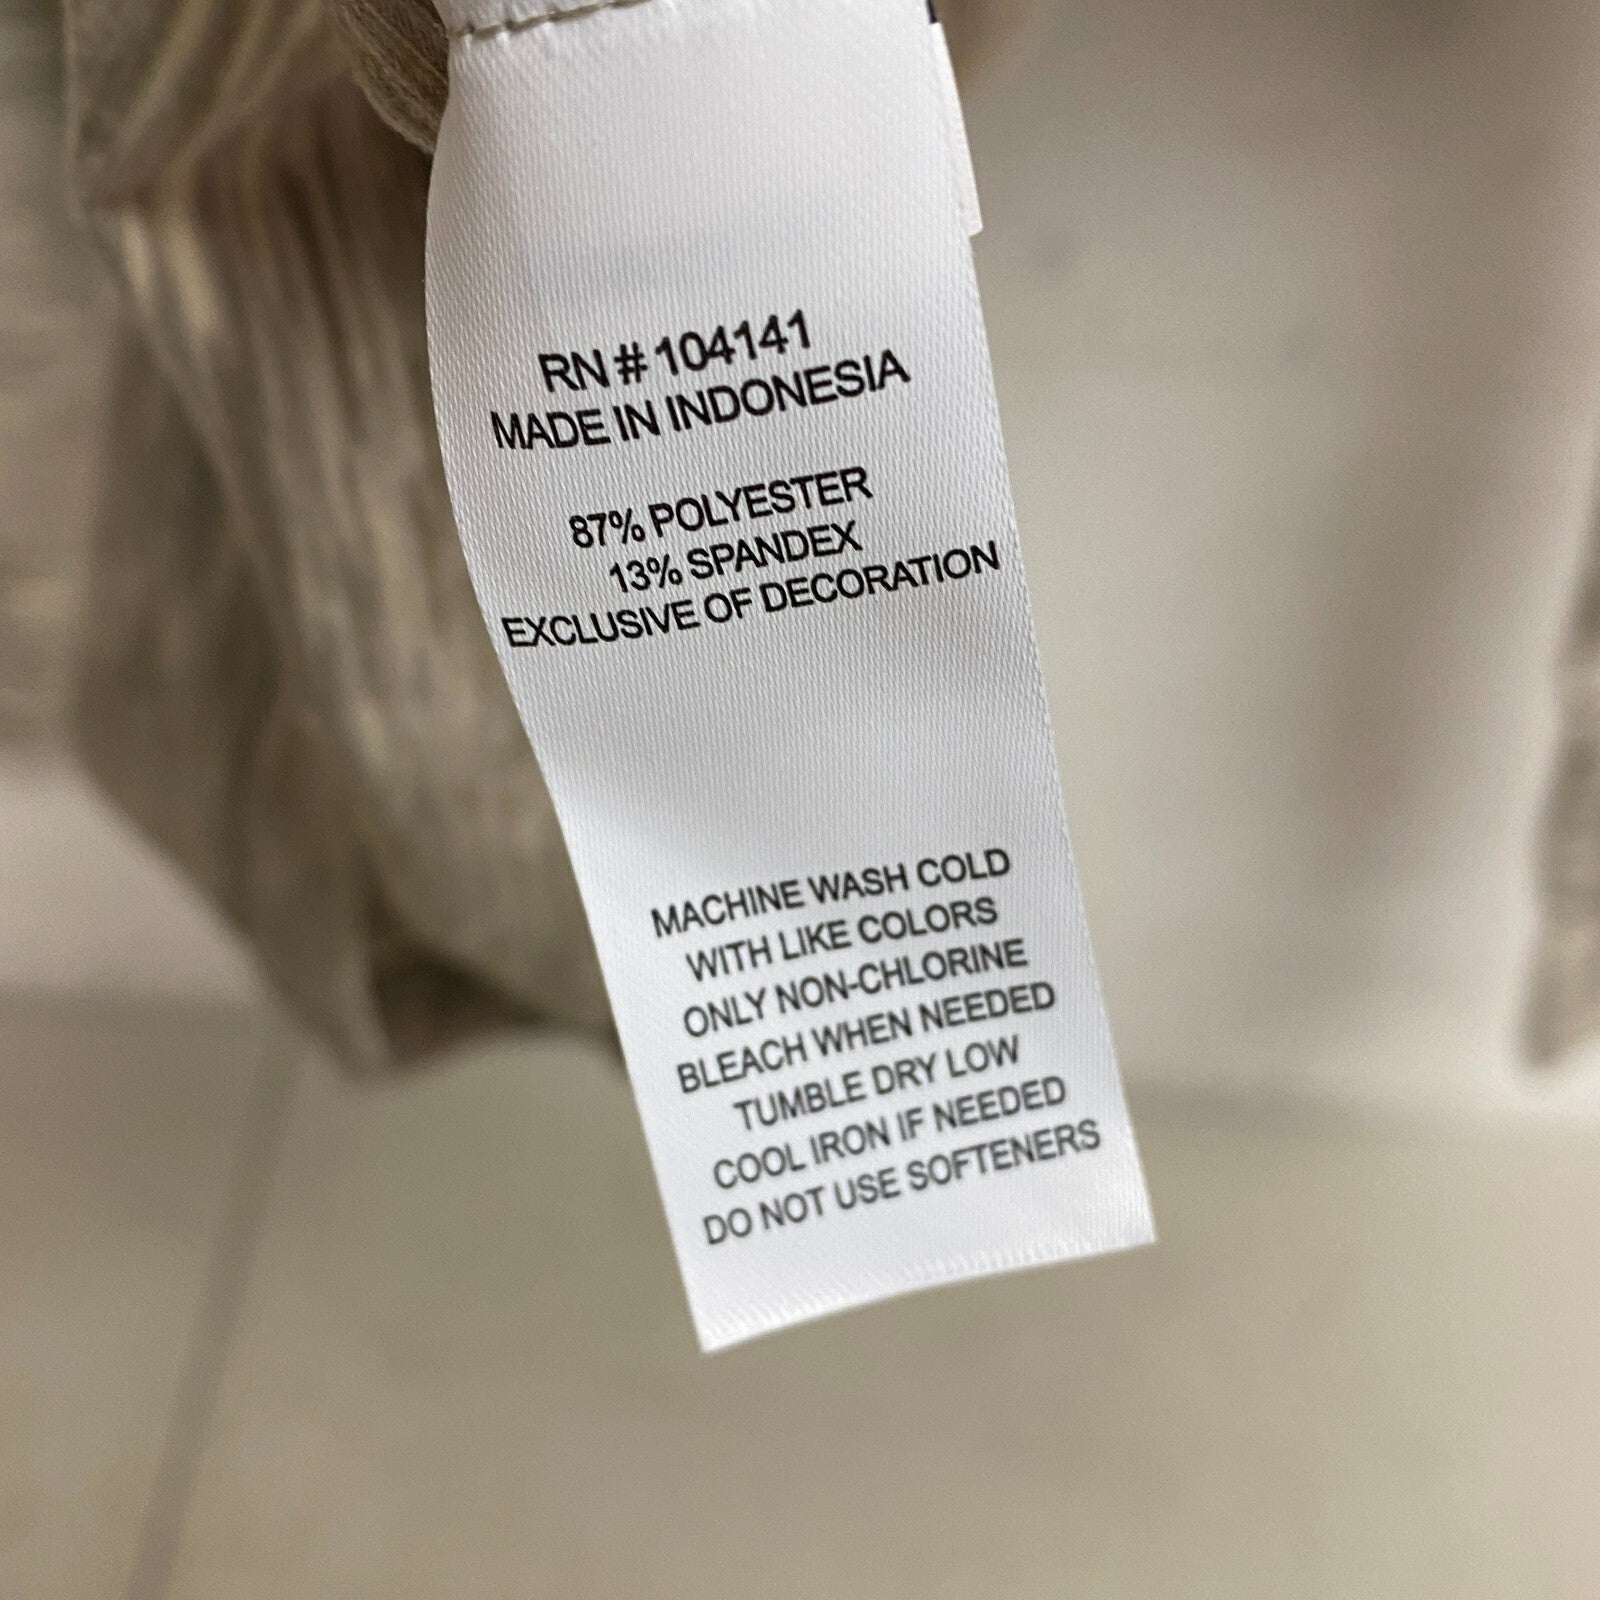 RN # 104141
MADE IN INDONESIA
87% POLYESTER
13% SPANDEX
EXCLUSIVE OF DECORATION
MACHINE WASH COLD
WITH LIKE COLORS
ONLY NON-CHLORINE
BLEACH WHEN NEEDED
TUMBLE DRY LOW
COOL IRON IF NEEDED
DO NOT USE SOFTENERS